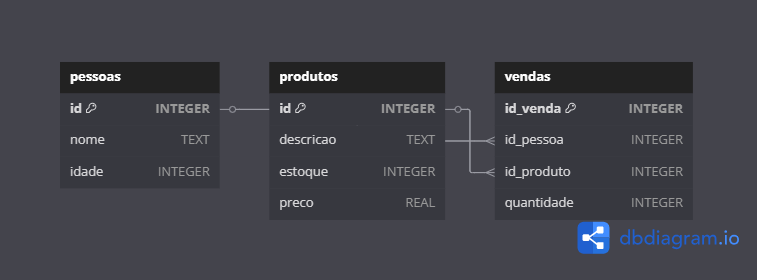 pessoas
id INTEGER
nome TEXT
idade INTEGER
produtos
id INTEGER
descricao TEXT
estoque INTEGER
preco REAL
vendas
id_venda INTEGER
id_pessoa INTEGER
id_produto INTEGER
quantidade INTEGER
dbdiagram.io